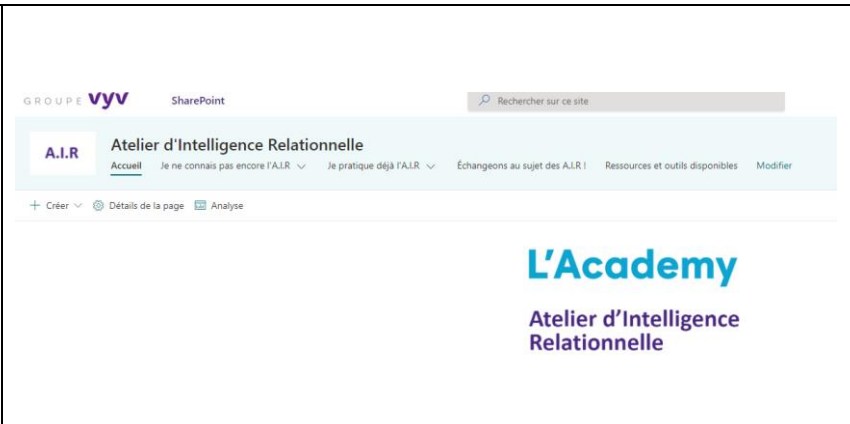 GROUPE vyv SharePoint Rechercher sur ce site
A.I.R Atelier d'Intelligence Relationnelle
Accueil Je ne connais pas encore l'A.I.R Je pratique déjà l'A.I.R Échangeons au sujet des A.I.R ! Ressources et outils disponibles Modifier
+ Créer Détails de la page Analyse
L'Academy
Atelier d'Intelligence
Relationnelle